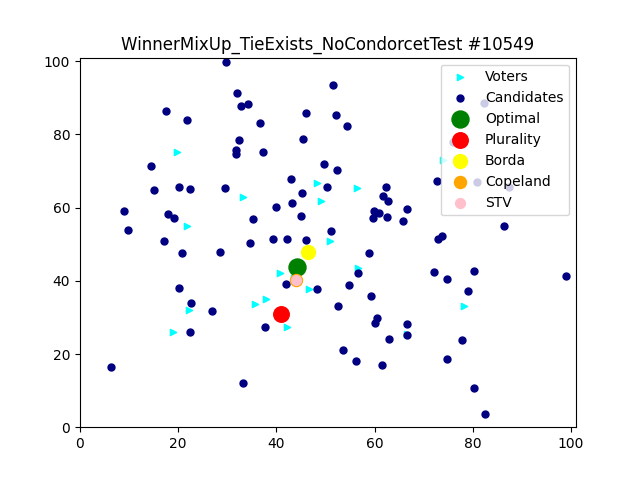 WinnerMixUp_TieExists_NoCondorcetTest #10549
100
80
60
40
20
0
0 20 40 60 80 100
Voters
Candidates
Optimal
Plurality
Borda
Copeland
STV